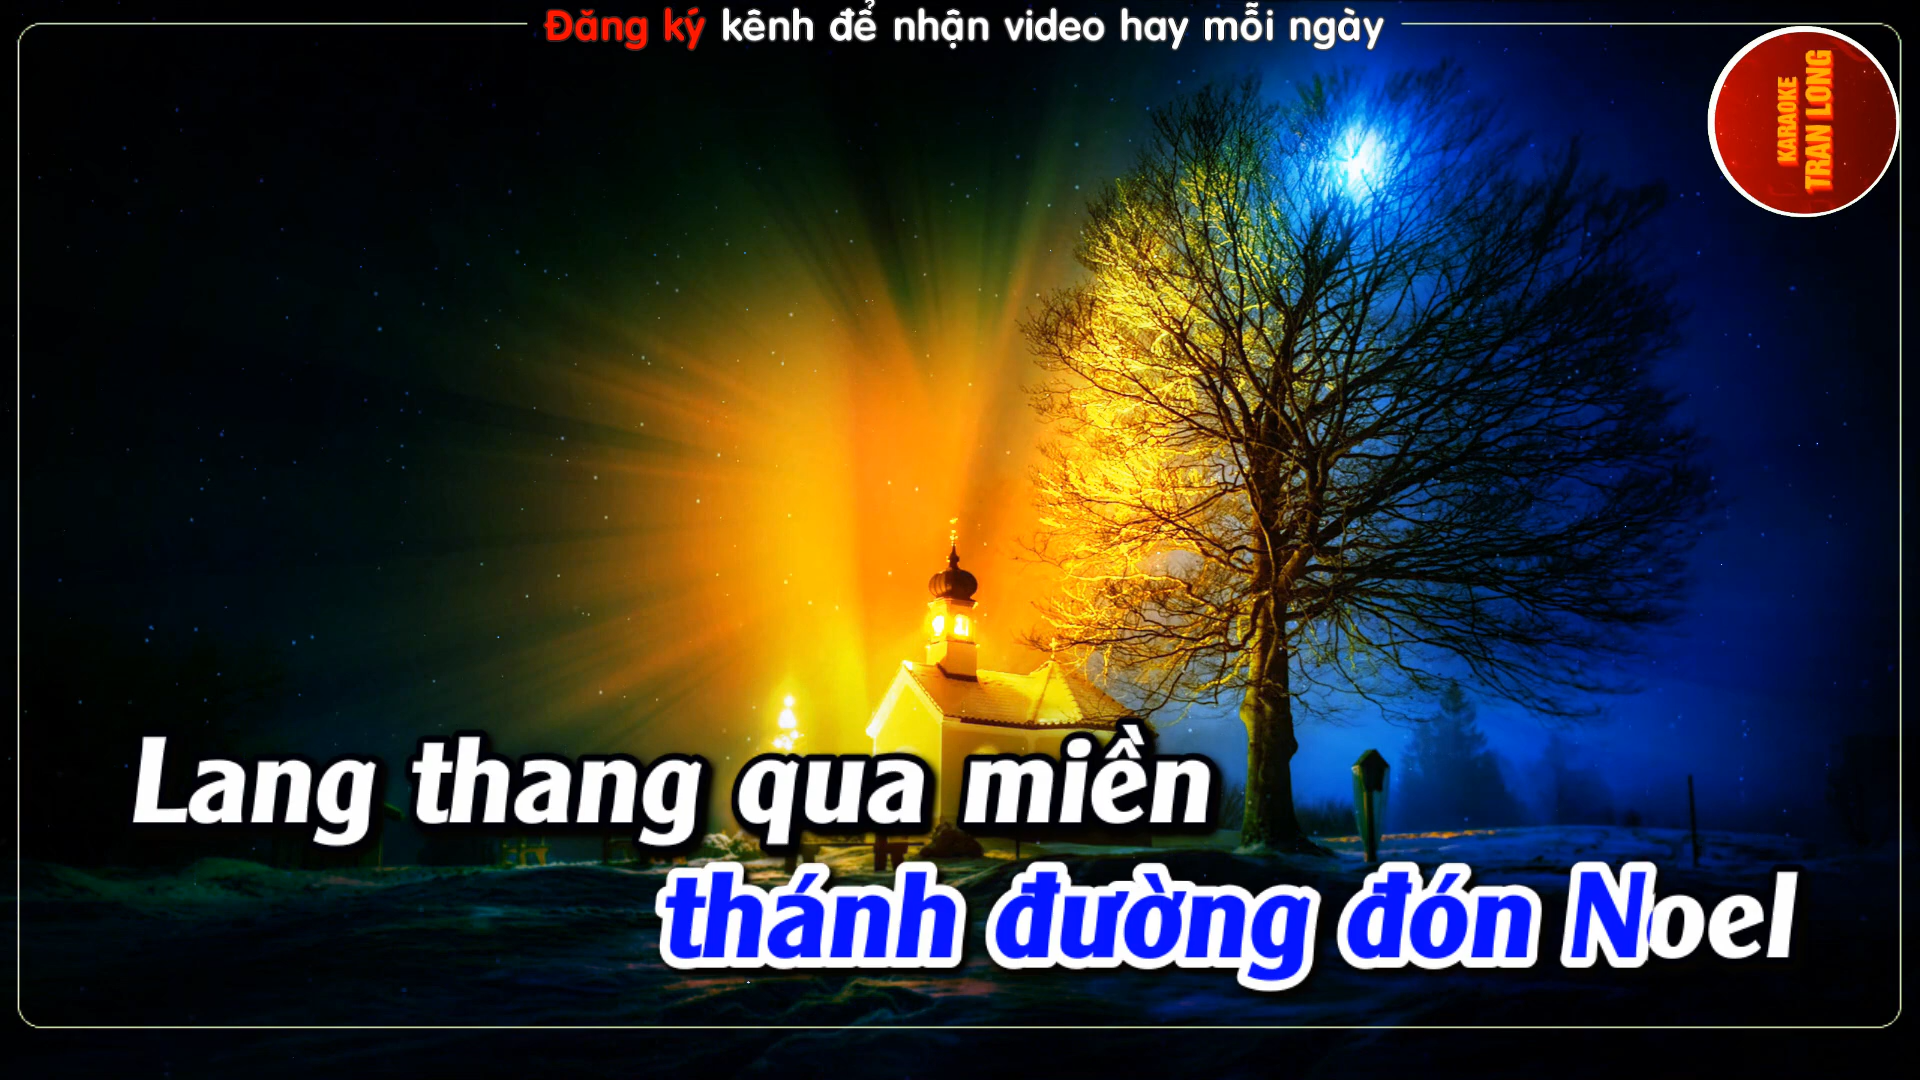 Đăng ký kênh để nhận video hay mỗi ngày
KARAOKE
TRAN LONG
Lang thang qua miền
thánh đường đón Noel